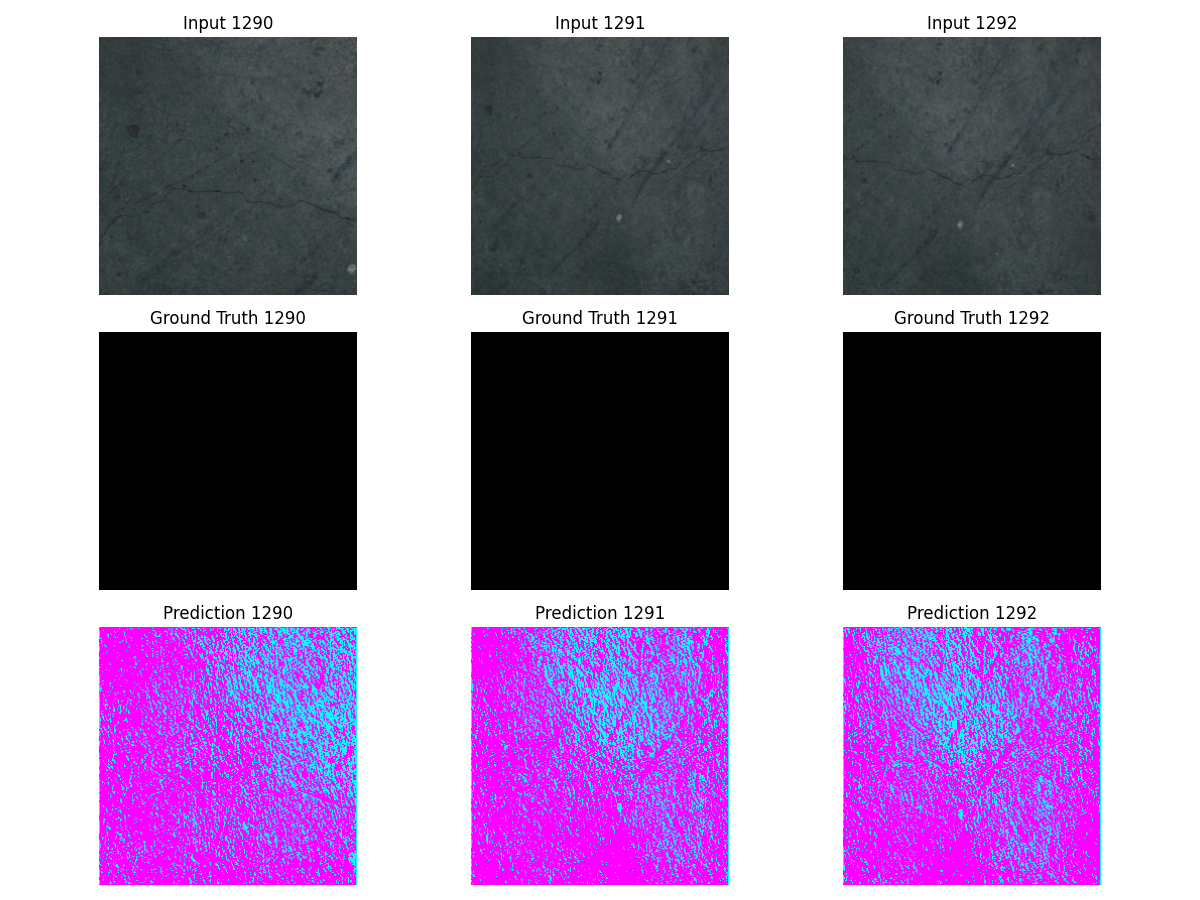 Input 1290
Input 1291
Input 1292
Ground Truth 1290
Ground Truth 1291
Ground Truth 1292
Prediction 1290
Prediction 1291
Prediction 1292